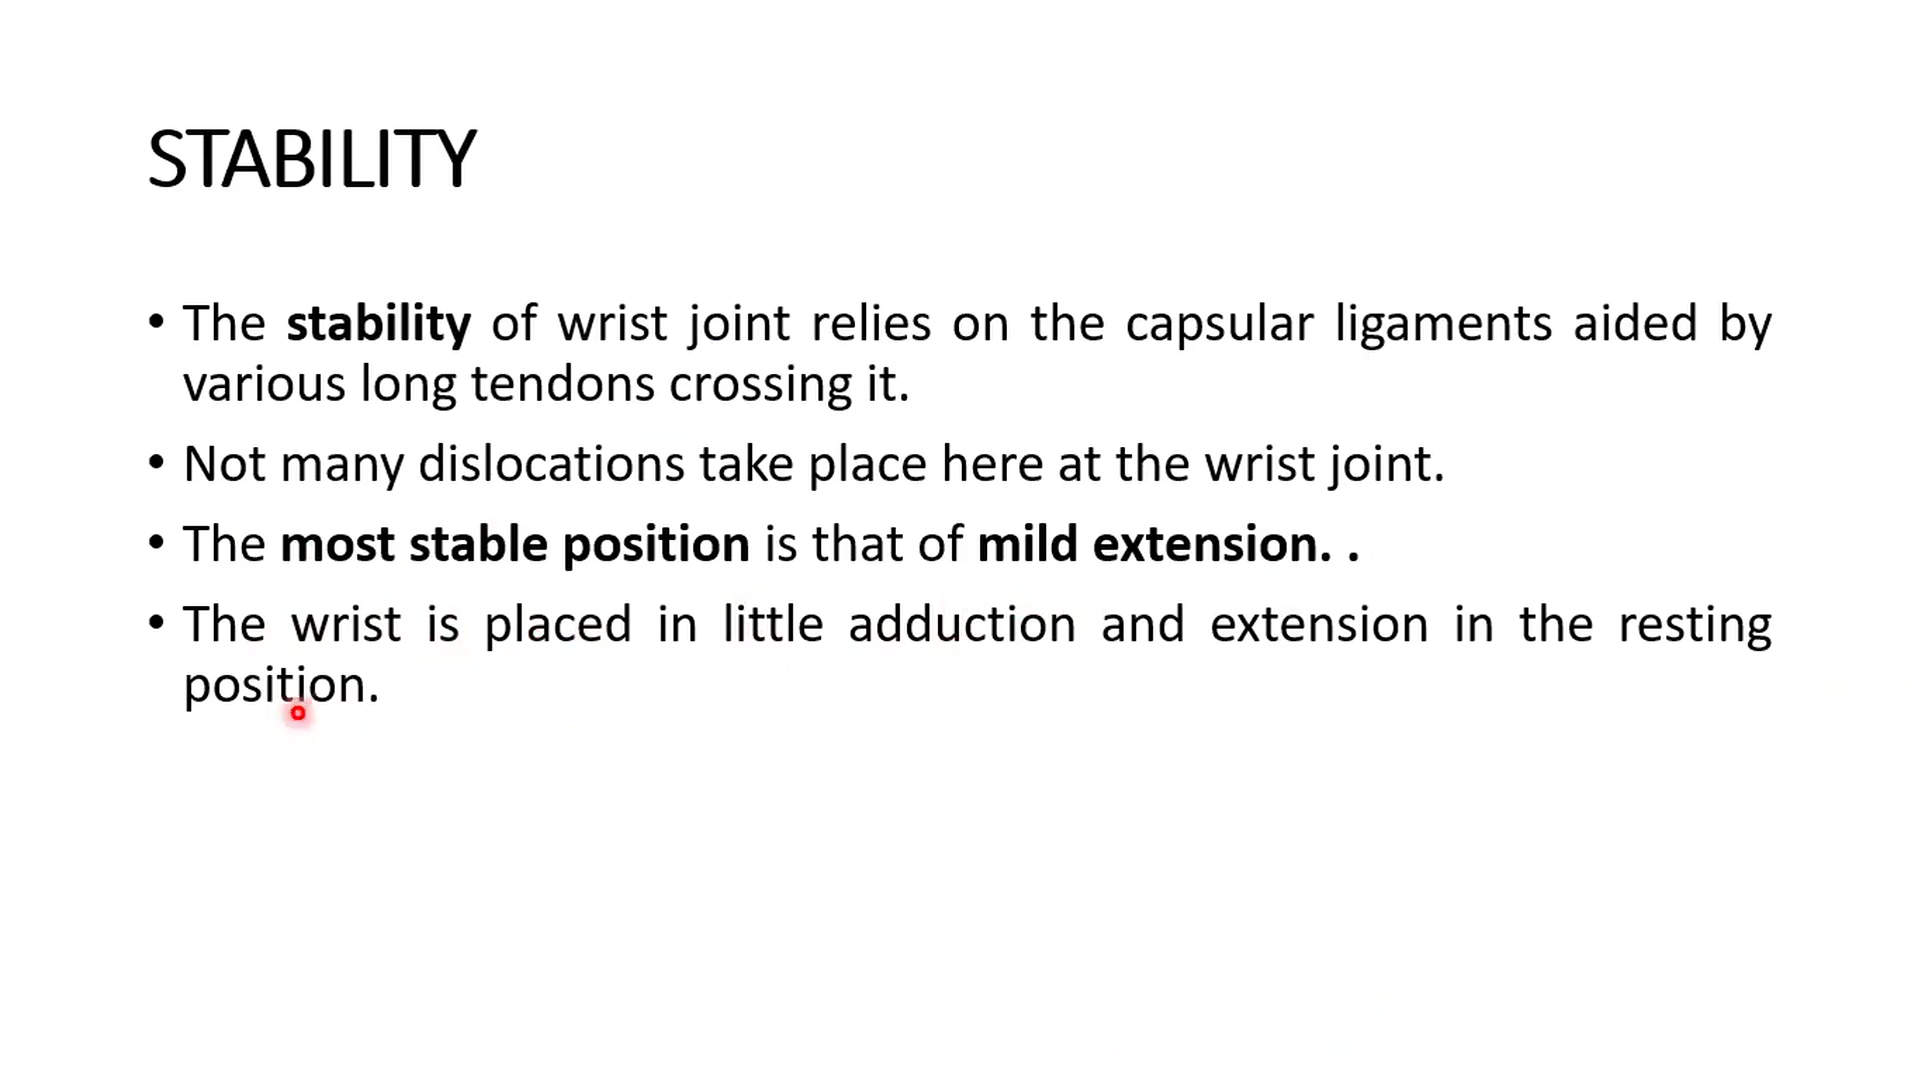 STABILITY
• The stability of wrist joint relies on the capsular ligaments aided by
various long tendons crossing it.
• Not many dislocations take place here at the wrist joint.
• The most stable position is that of mild extension. .
• The wrist is placed in little adduction and extension in the resting
position.